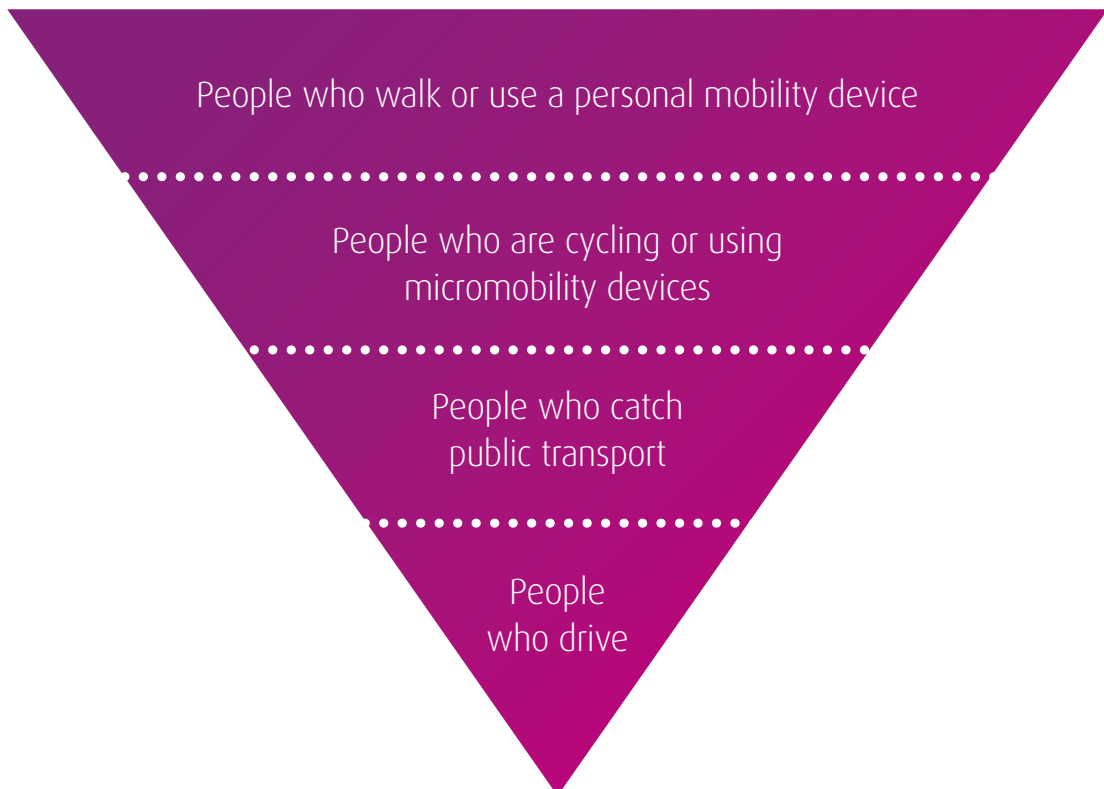 People who walk or use a personal mobility device
People who are cycling or using
micromobility devices
People who catch
public transport
People
who drive